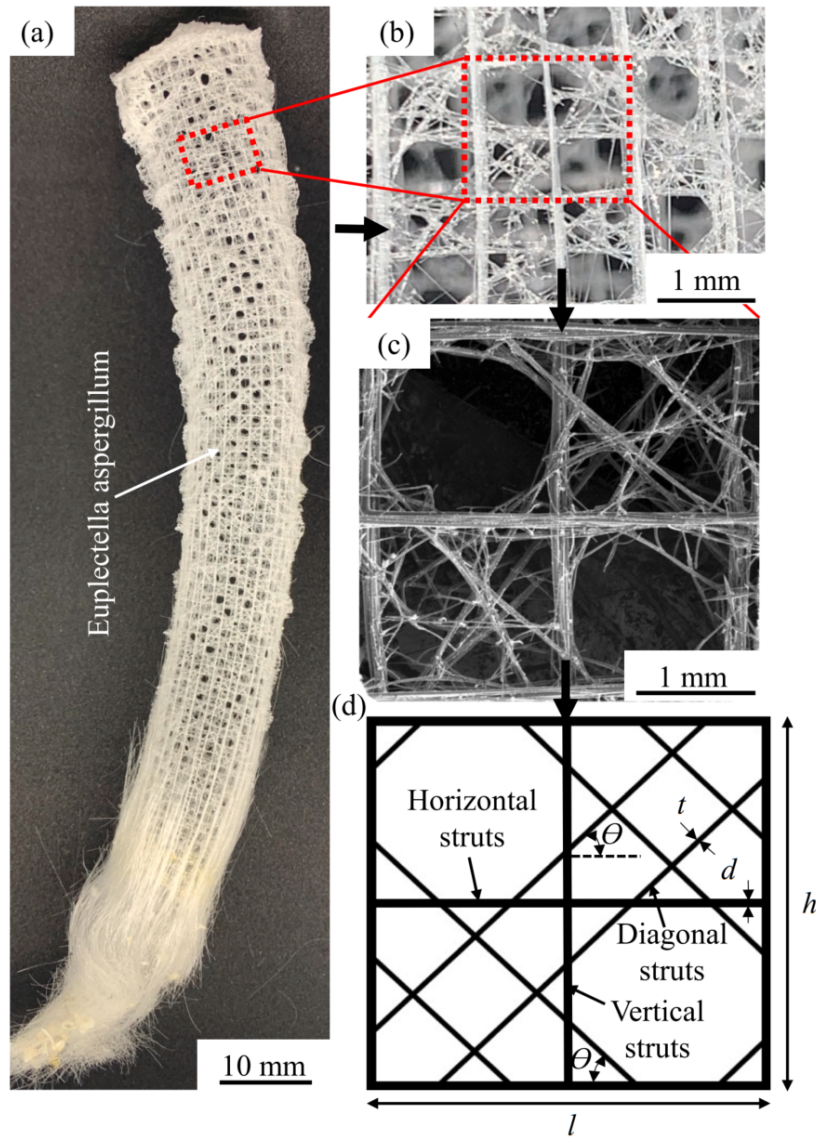 (a)
Euplectella aspergillum
10 mm
(b)
1 mm
(c)
1 mm
(d)
Horizontal
struts
Θ
t
d
h
Diagonal
struts
Vertical
struts
Θ
l